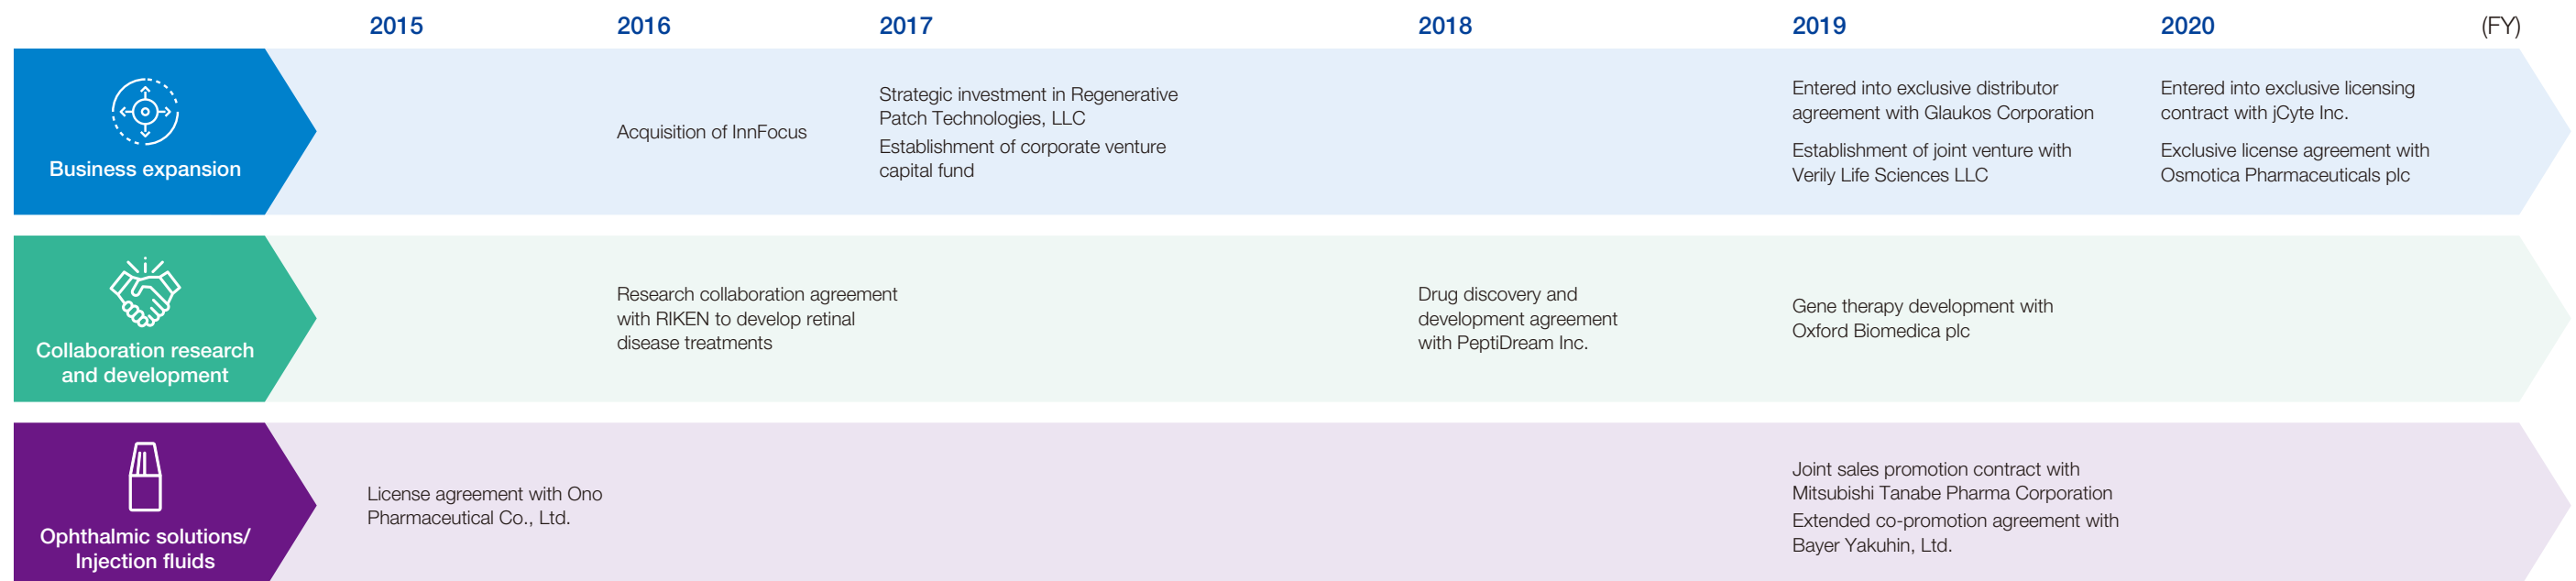 2015
2016
2017
2018
2019
2020
(FY)
Business expansion
Acquisition of InnFocus
Strategic investment in Regenerative
Patch Technologies, LLC
Establishment of corporate venture
capital fund
Entered into exclusive distributor
agreement with Glaukos Corporation
Establishment of joint venture with
Verily Life Sciences LLC
Entered into exclusive licensing
contract with jCyte Inc.
Exclusive license agreement with
Osmotica Pharmaceuticals plc
Collaboration research
and development
Research collaboration agreement
with RIKEN to develop retinal
disease treatments
Drug discovery and
development agreement
with PeptiDream Inc.
Gene therapy development with
Oxford Biomedica plc
Ophthalmic solutions/
Injection fluids
License agreement with Ono
Pharmaceutical Co., Ltd.
Joint sales promotion contract with
Mitsubishi Tanabe Pharma Corporation
Extended co-promotion agreement with
Bayer Yakuhin, Ltd.